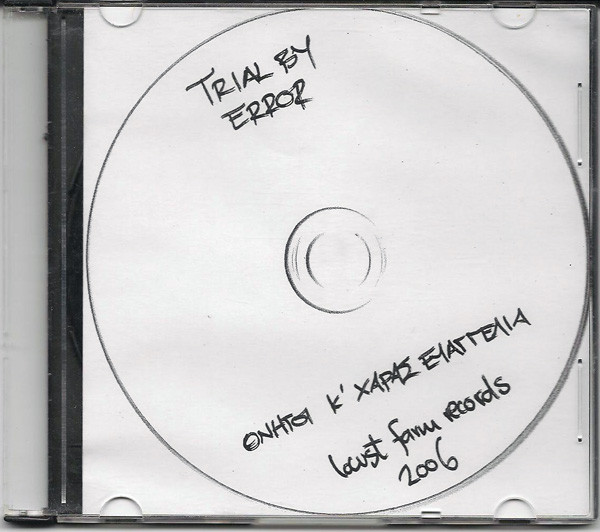 TRIAL BY
ERROR
ΘΝΗΤΟΙ Κ' ΧΑΡΑΣ ΕΥΑΓΓΕΛΙΑ
locust farm records
2006